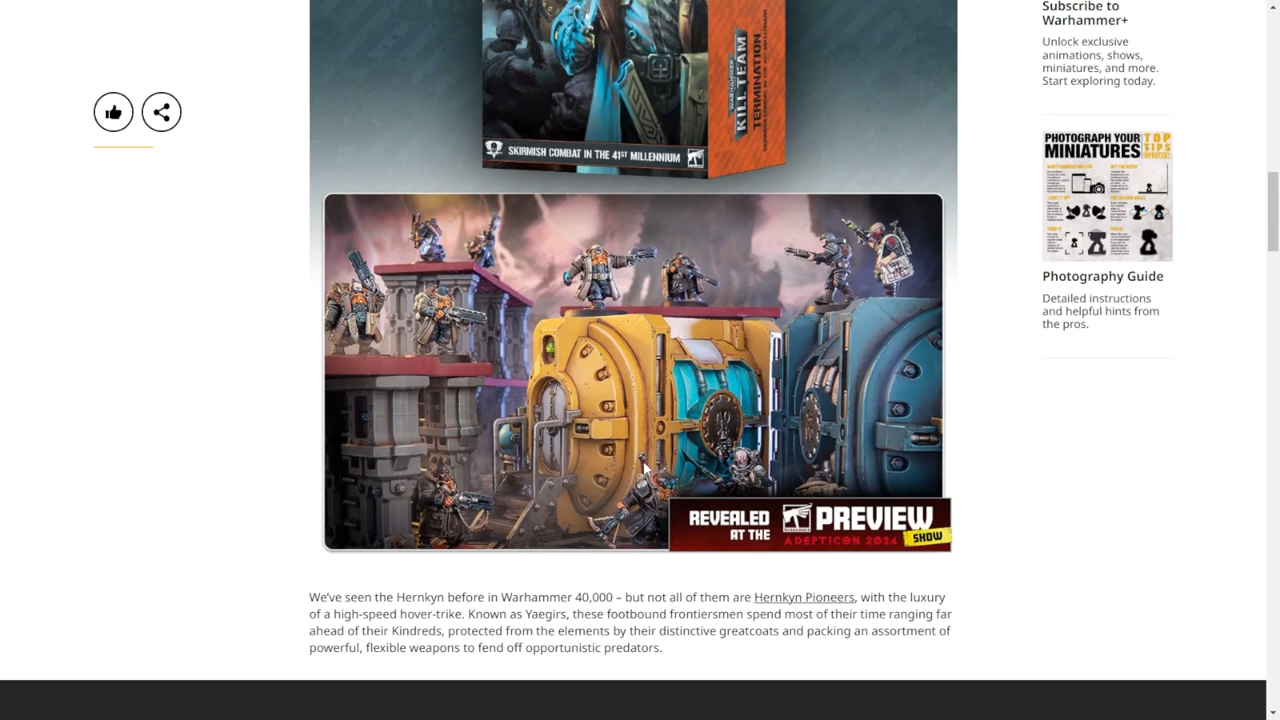 Subscribe to
Warhammer+
Unlock exclusive
animations, shows,
miniatures, and more.
Start exploring today.
WARHAMMER
KILL TEAM
TERMINATION
SKIRMISH COMBAT IN THE 41ST MILLENNIUM
PHOTOGRAPH YOUR
MINIATURES
TOP
TIPS
Photography Guide
Detailed instructions
and helpful hints from
the pros.
REVEALED
AT THE
PREVIEW
ADEPTICON 2024
SHOW
We’ve seen the Hernkyn before in Warhammer 40,000 – but not all of them are Hernkyn Pioneers, with the luxury
of a high-speed hover-trike. Known as Yaegirs, these footbound frontiersmen spend most of their time ranging far
ahead of their Kindreds, protected from the elements by their distinctive greatcoats and packing an assortment of
powerful, flexible weapons to fend off opportunistic predators.